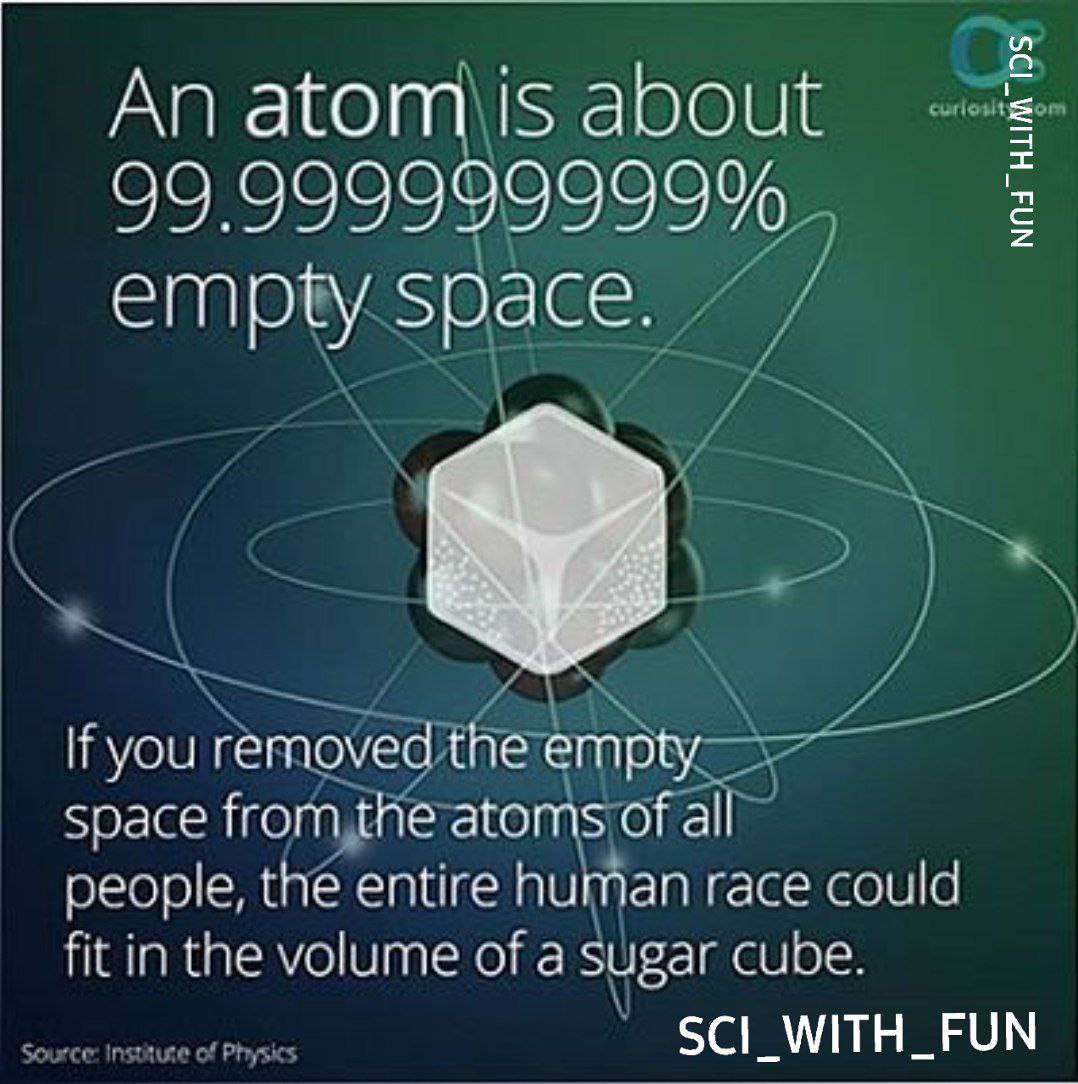 An atom is about
99.9999999999%
empty space.
curiosity.com
SCI_WITH_FUN
If you removed the empty
space from the atoms of all
people, the entire human race could
fit in the volume of a sugar cube.
SCI_WITH_FUN
Source: Institute of Physics